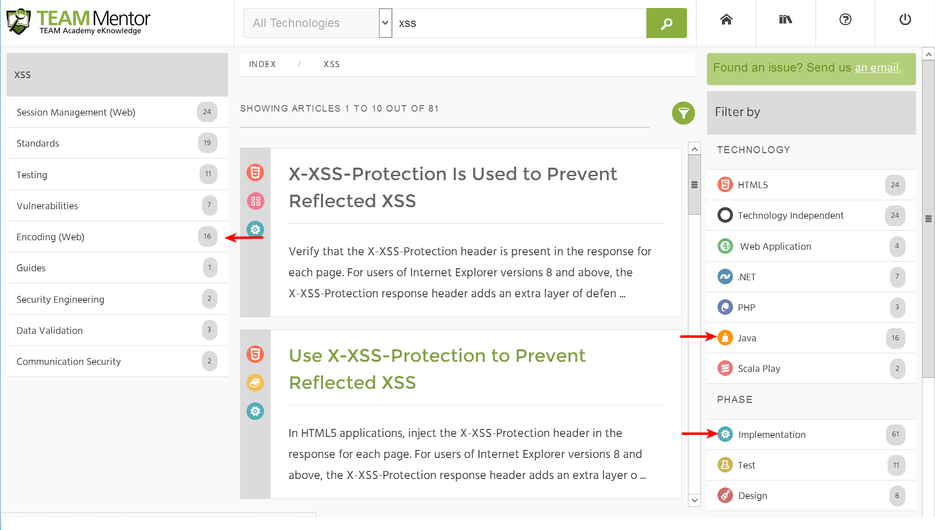 TEAM Mentor
TEAM Academy eKnowledge
All Technologies
xss
XSS
Session Management (Web) 24
Standards 19
Testing 11
Vulnerabilities 7
Encoding (Web) 16
Guides 1
Security Engineering 2
Data Validation 3
Communication Security 2
INDEX / XSS
SHOWING ARTICLES 1 TO 10 OUT OF 81
X-XSS-Protection Is Used to Prevent
Reflected XSS
Verify that the X-XSS-Protection header is present in the response for
each page. For users of Internet Explorer versions 8 and above, the
X-XSS-Protection response header adds an extra layer of defen ...
Use X-XSS-Protection to Prevent
Reflected XSS
In HTML5 applications, inject the X-XSS-Protection header in the
response for each page. For users of Internet Explorer versions 8 and
above, the X-XSS-Protection response header adds an extra layer o ...
Found an issue? Send us an email.
Filter by
TECHNOLOGY
HTML5 24
Technology Independent 24
Web Application 4
.NET 7
PHP 3
Java 16
Scala Play 2
PHASE
Implementation 61
Test 11
Design 8